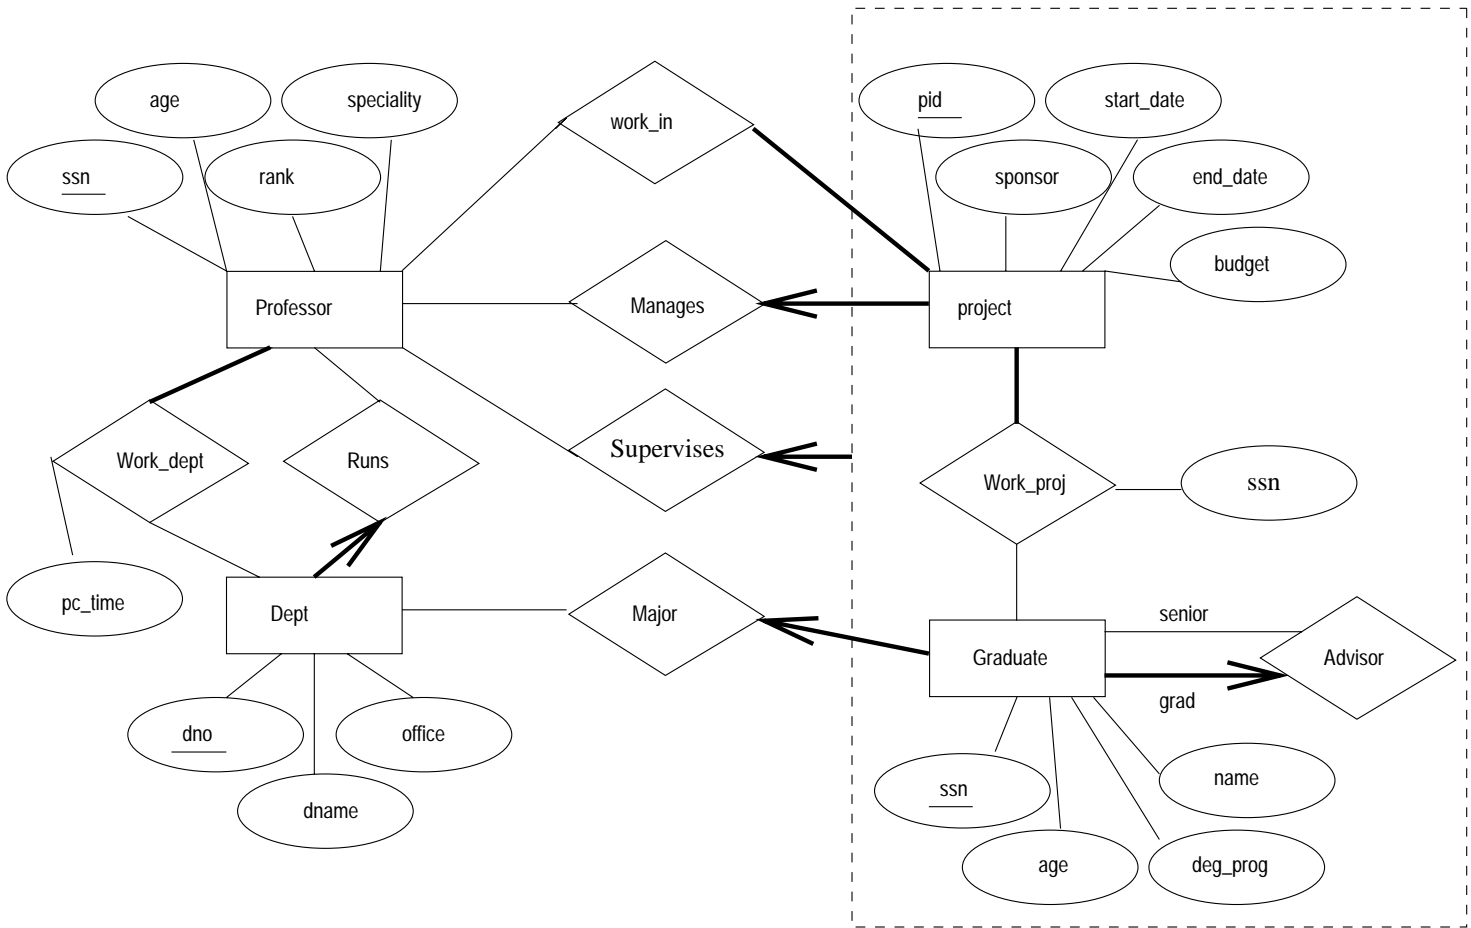 age
speciality
work_in
pid
start_date
ssn
rank
sponsor
end_date
budget
Professor
Manages
project
Work_dept
Runs
Supervises
Work_proj
ssn
pc_time
Dept
Major
senior
Graduate
Advisor
grad
dno
office
name
ssn
dname
age
deg_prog